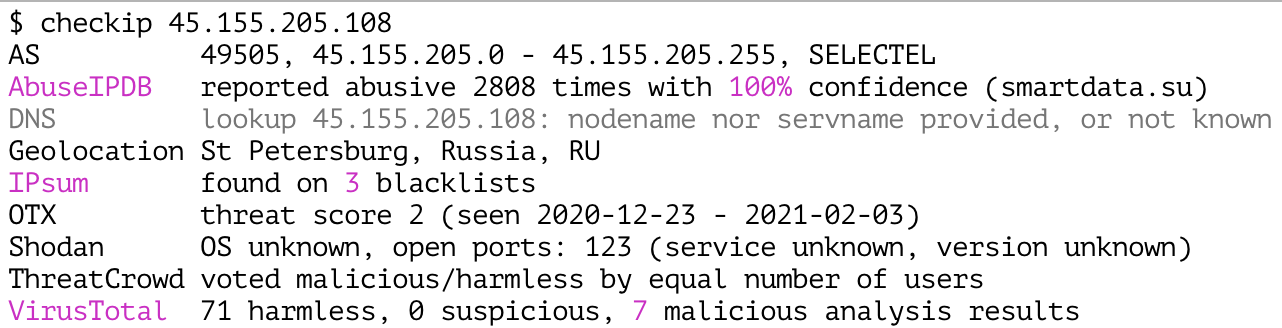 $ checkip 45.155.205.108
AS 49505, 45.155.205.0 - 45.155.205.255, SELECTEL
AbuseIPDB reported abusive 2808 times with 100% confidence (smartdata.su)
DNS lookup 45.155.205.108: nodename nor servname provided, or not known
Geolocation St Petersburg, Russia, RU
IPsum found on 3 blacklists
OTX threat score 2 (seen 2020-12-23 - 2021-02-03)
Shodan OS unknown, open ports: 123 (service unknown, version unknown)
ThreatCrowd voted malicious/harmless by equal number of users
VirusTotal 71 harmless, 0 suspicious, 7 malicious analysis results